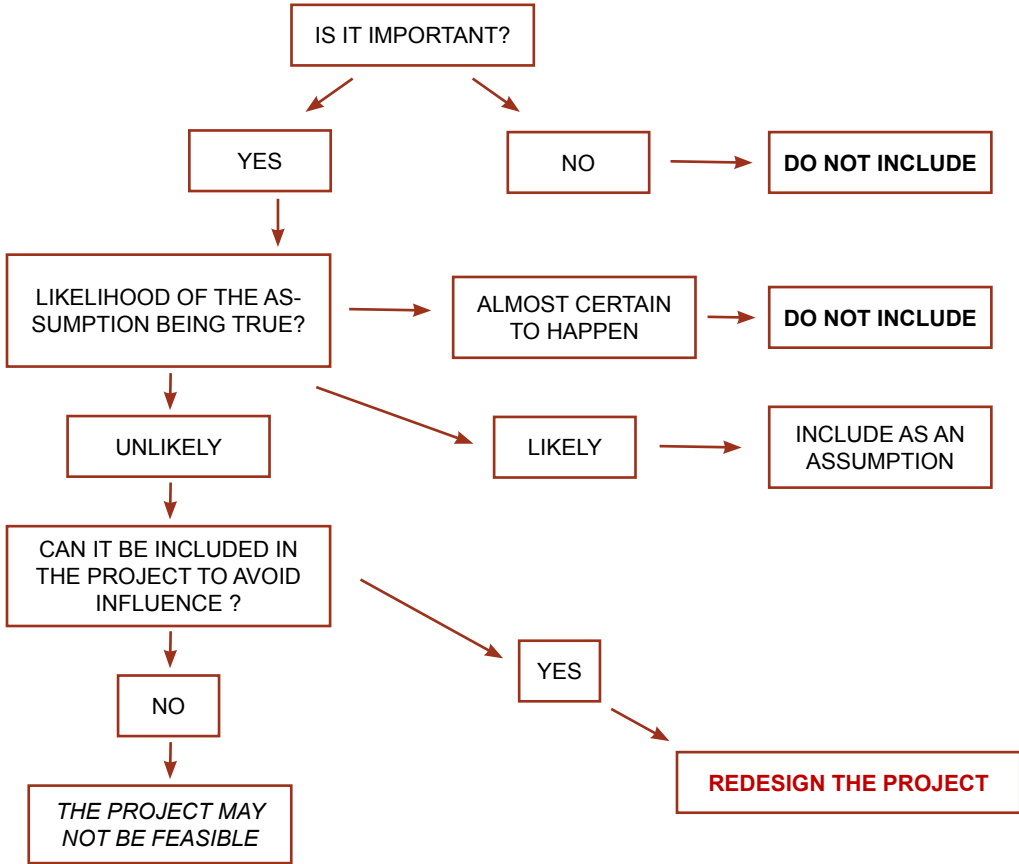 IS IT IMPORTANT?
YES
NO
DO NOT INCLUDE
LIKELIHOOD OF THE AS-
SUMPTION BEING TRUE?
ALMOST CERTAIN
TO HAPPEN
DO NOT INCLUDE
UNLIKELY
LIKELY
INCLUDE AS AN
ASSUMPTION
CAN IT BE INCLUDED IN
THE PROJECT TO AVOID
INFLUENCE ?
YES
NO
REDESIGN THE PROJECT
THE PROJECT MAY
NOT BE FEASIBLE